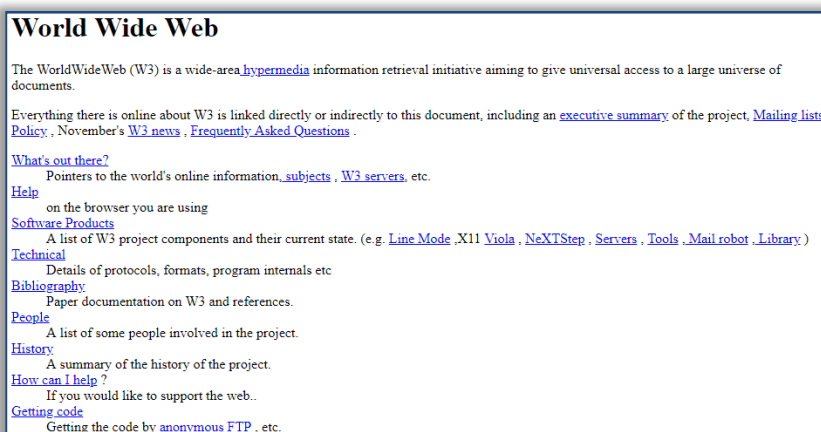 World Wide Web
The WorldWideWeb (W3) is a wide-area hypermedia information retrieval initiative aiming to give universal access to a large universe of
documents.
Everything there is online about W3 is linked directly or indirectly to this document, including an executive summary of the project, Mailing lists
Policy , November's W3 news , Frequently Asked Questions .
What's out there?
Pointers to the world's online information, subjects , W3 servers, etc.
Help
on the browser you are using
Software Products
A list of W3 project components and their current state. (e.g. Line Mode ,X11 Viola , NeXTStep , Servers , Tools , Mail robot , Library )
Technical
Details of protocols, formats, program internals etc
Bibliography
Paper documentation on W3 and references.
People
A list of some people involved in the project.
History
A summary of the history of the project.
How can I help ?
If you would like to support the web..
Getting code
Getting the code by anonymous FTP , etc.